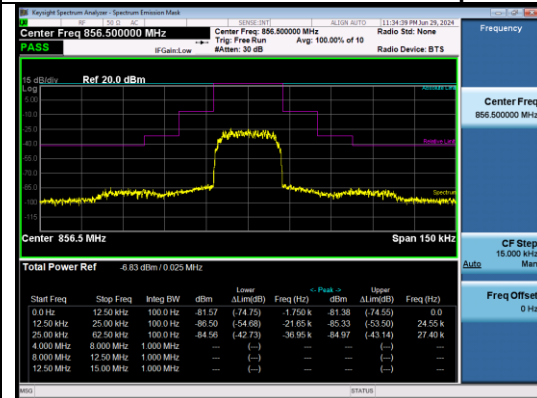 Keysight Spectrum Analyzer - Spectrum Emission Mask
RF 50 Ω AC SENSE:INT ALIGN AUTO 11:34:39 PM Jun 29, 2024
Center Freq 856.500000 MHz Center Freq: 856.500000 MHz Radio Std: None
Trig: Free Run Avg: 100.00% of 10
PASS IFGain:Low #Atten: 30 dB Radio Device: BTS
15 dB/div Ref 20.0 dBm
Log
Absolute Limit
5.00
-10.0
-25.0
-40.0
Relative Limit
-55.0
-70.0
-85.0
Spectrum
-100
-115
Center 856.5 MHz Span 150 kHz
Total Power Ref -6.83 dBm / 0.025 MHz
Lower <- Peak -> Upper
Start Freq Stop Freq Integ BW dBm ΔLim(dB) Freq (Hz) dBm ΔLim(dB) Freq (Hz)
0.0 Hz 12.50 kHz 100.0 Hz -81.57 (-74.75) -1.750 k -81.38 (-74.55) 0.0
12.50 kHz 25.00 kHz 100.0 Hz -86.50 (-54.68) -21.65 k -85.33 (-53.50) 24.55 k
25.00 kHz 62.50 kHz 100.0 Hz -84.56 (-42.73) -36.95 k -84.97 (-43.14) 27.40 k
4.000 MHz 8.000 MHz 1.000 MHz --- (---) --- --- (---) ---
8.000 MHz 12.50 MHz 1.000 MHz --- (---) --- --- (---) ---
12.50 MHz 15.00 MHz 1.000 MHz --- (---) --- --- (---) ---
MSG STATUS
Frequency
Center Freq
856.500000 MHz
CF Step
15.000 kHz
Auto Man
Freq Offset
0 Hz